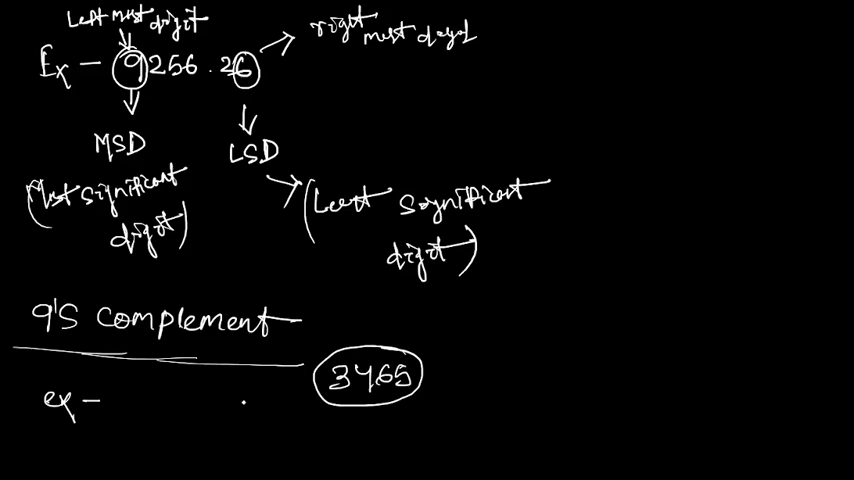 Left most digit
right most digit
Ex - 9256.26
MSD
LSD
(Most significant
digit)
(Least significant
digit)
9'S complement
3465
ex -